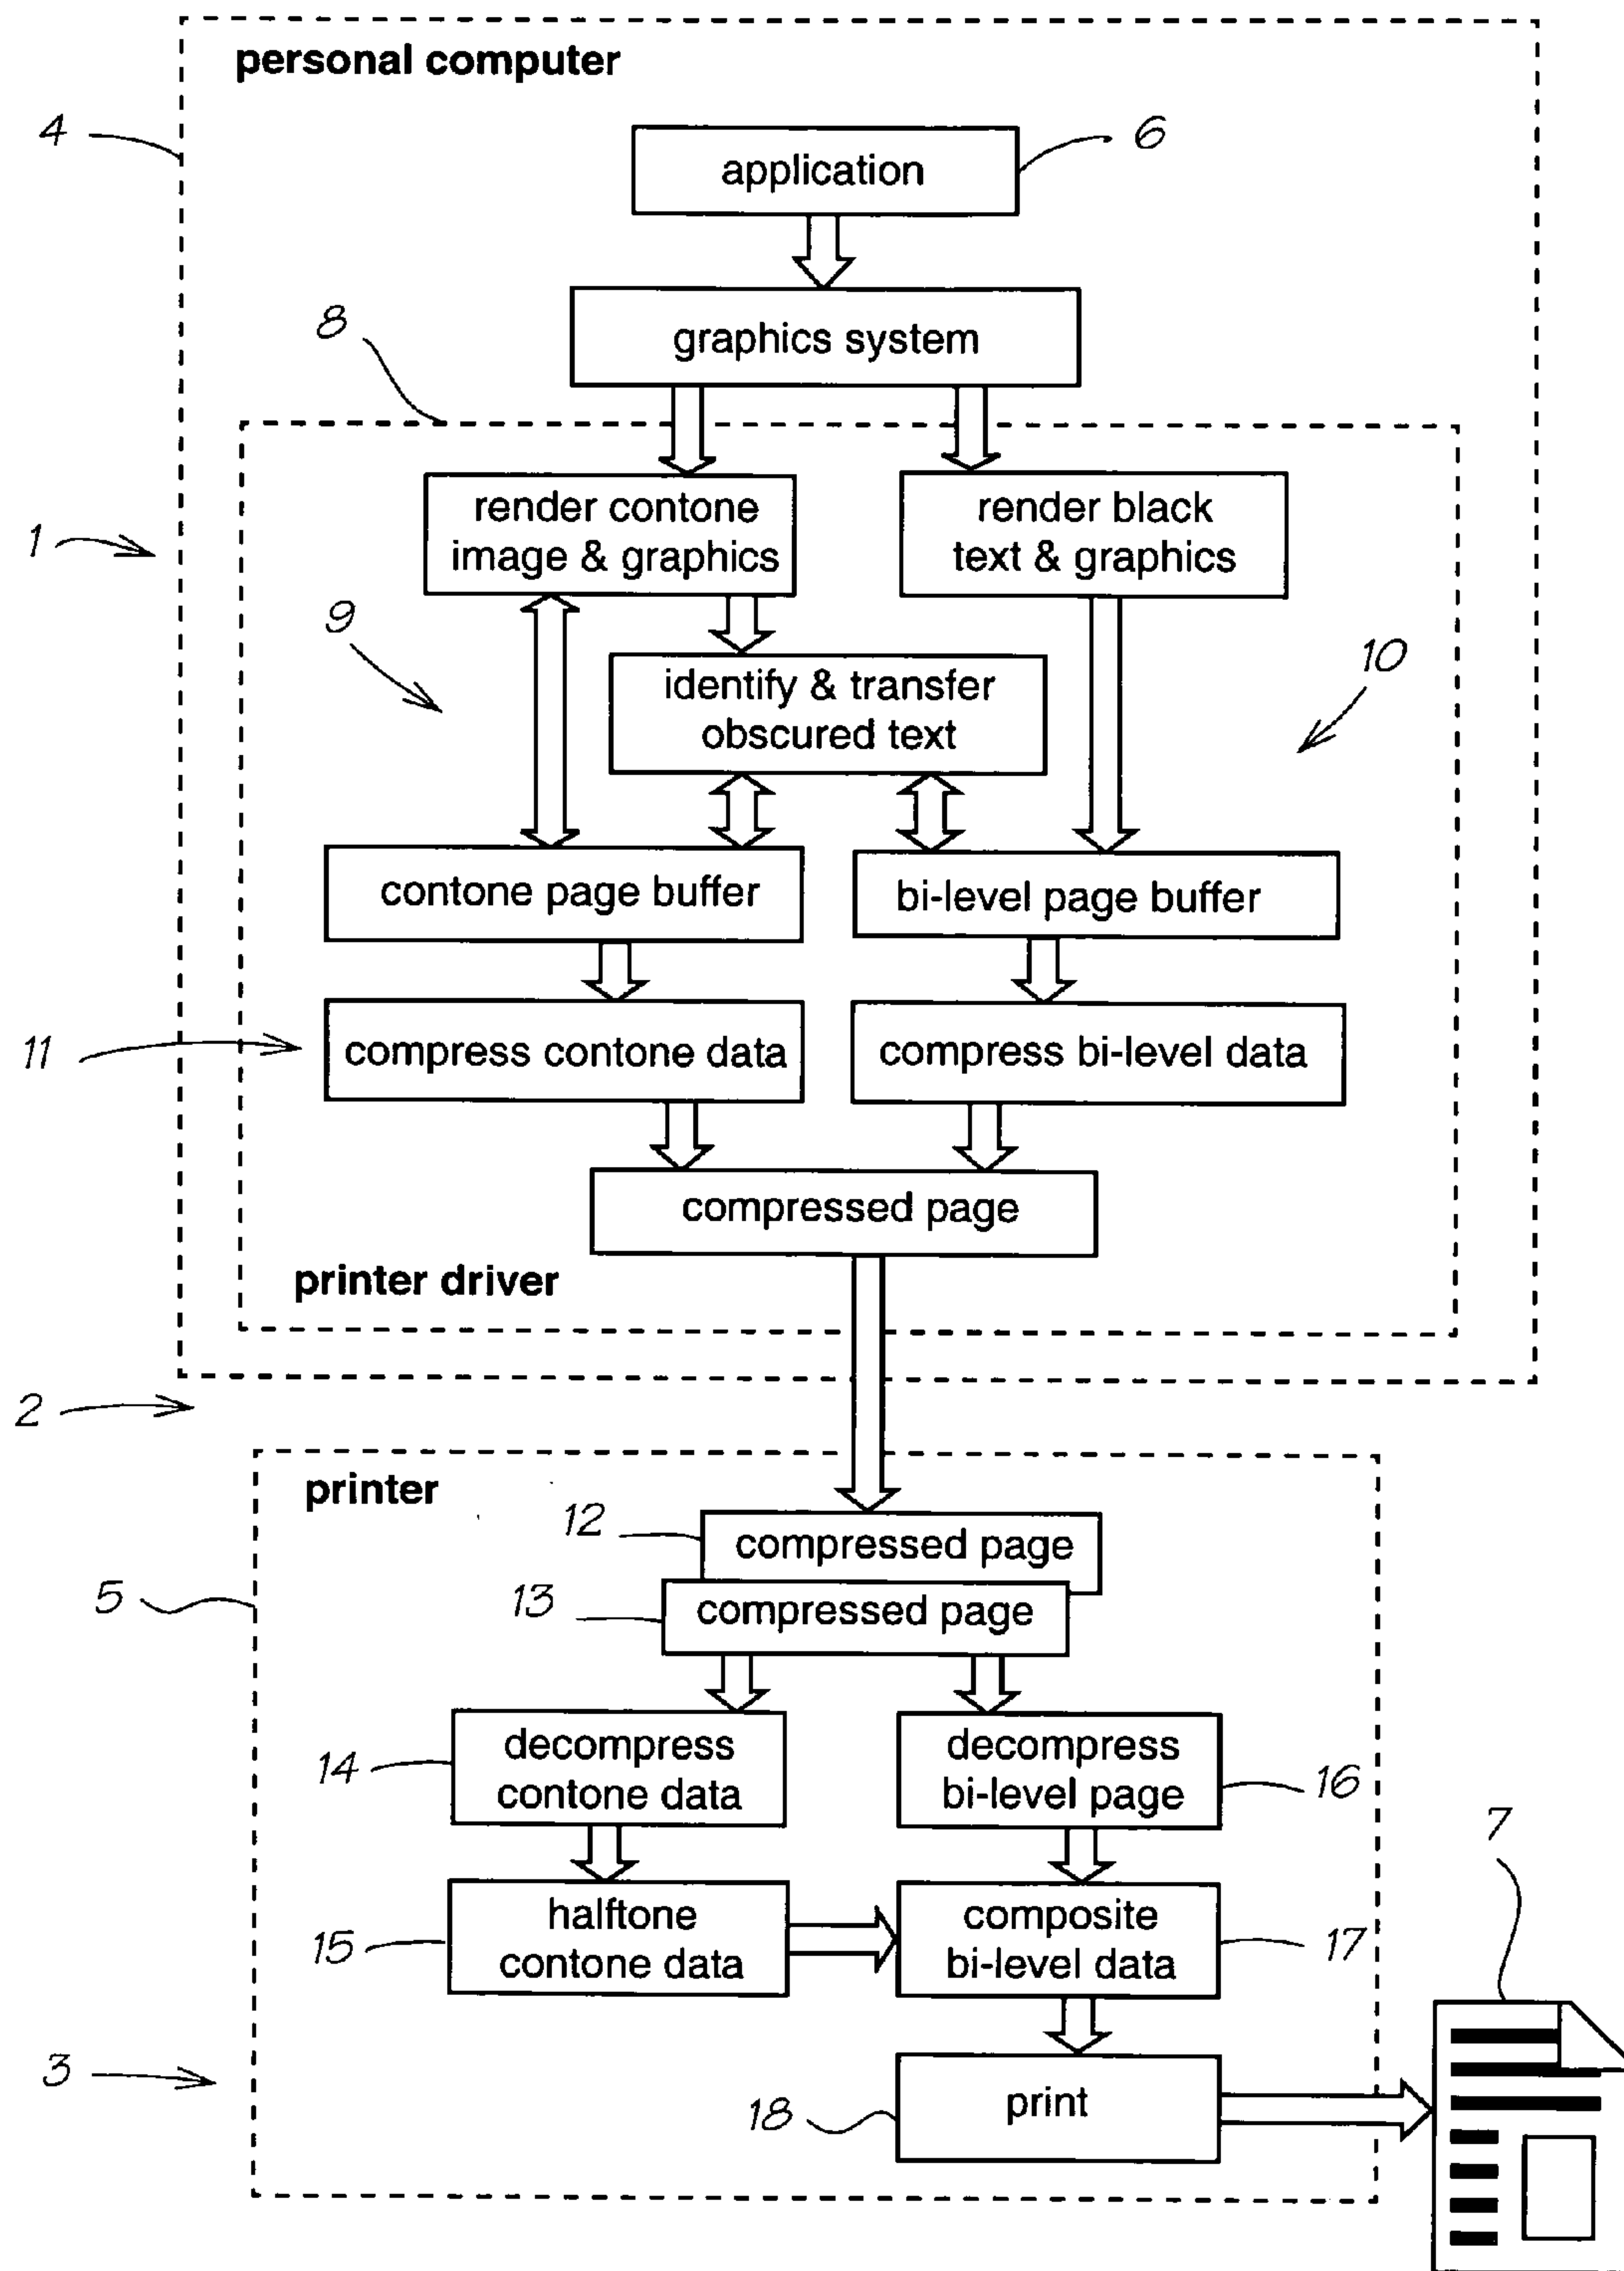 personal computer
4
6
application
8
graphics system
1
render contone
image & graphics
render black
text & graphics
9
10
identify & transfer
obscured text
contone page buffer
bi-level page buffer
11
compress contone data
compress bi-level data
compressed page
printer driver
2
printer
12
compressed page
5
13
compressed page
14
decompress
contone data
decompress
bi-level page
16
7
15
halftone
contone data
composite
bi-level data
17
3
18
print